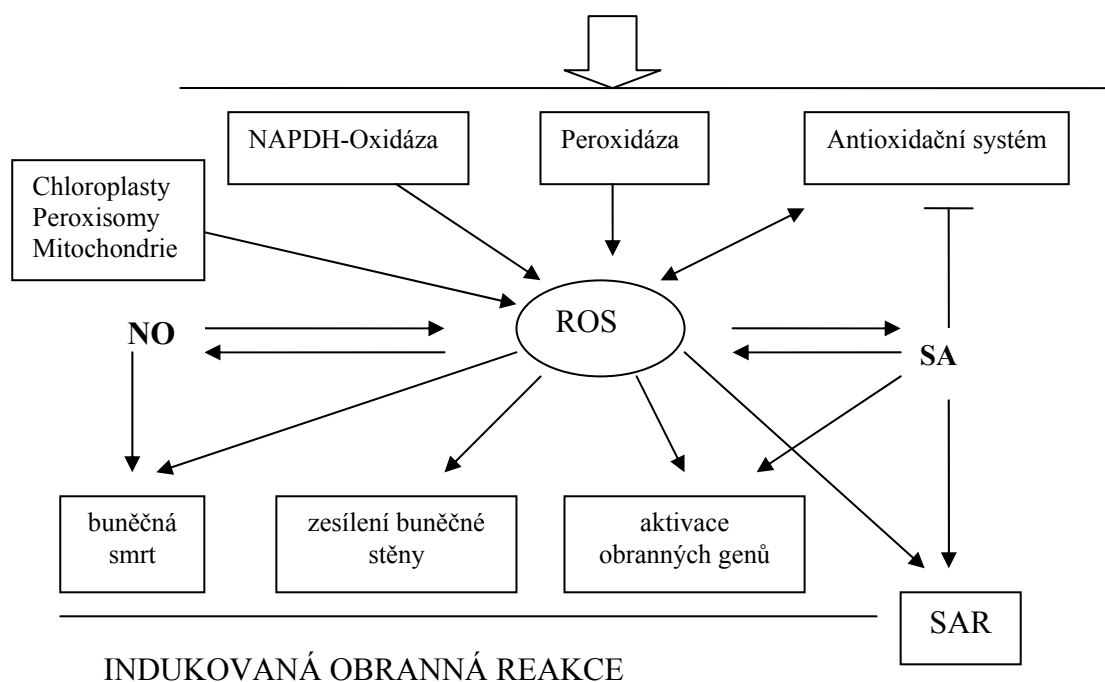 NAPDH-Oxidáza
Peroxidáza
Antioxidační systém
Chloroplasty
Peroxisomy
Mitochondrie
NO
ROS
SA
buněčná
smrt
zesílení buněčné
stěny
aktivace
obranných genů
SAR
INDUKOVANÁ OBRANNÁ REAKCE